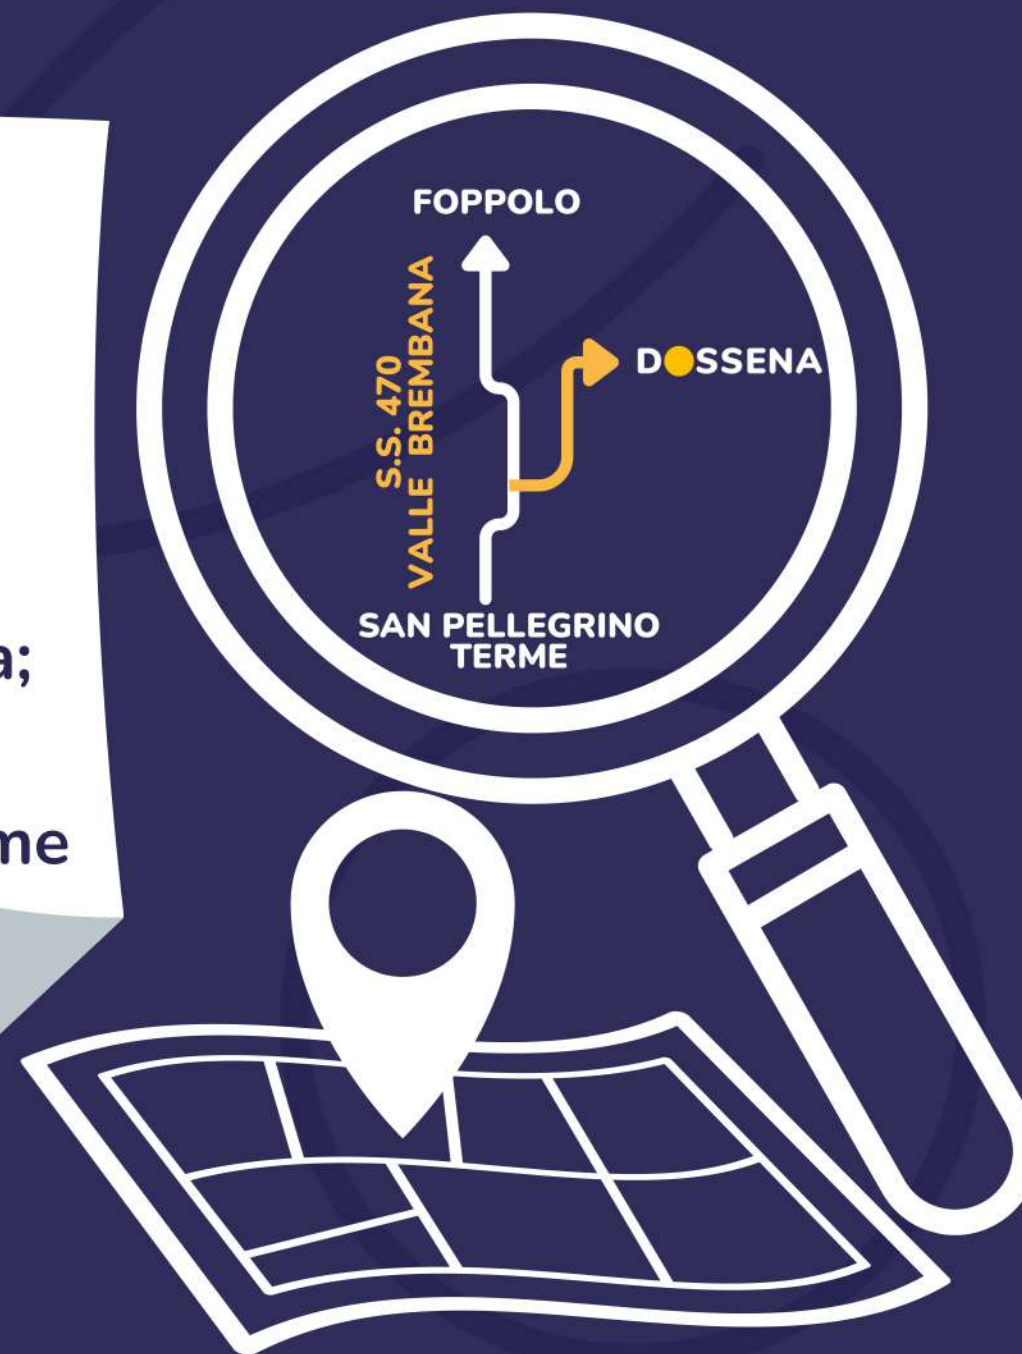 FOPPOLO
S.S. 470
VALLE BREMBANA
DOSSENA
SAN PELLEGRINO
TERME
a;
me